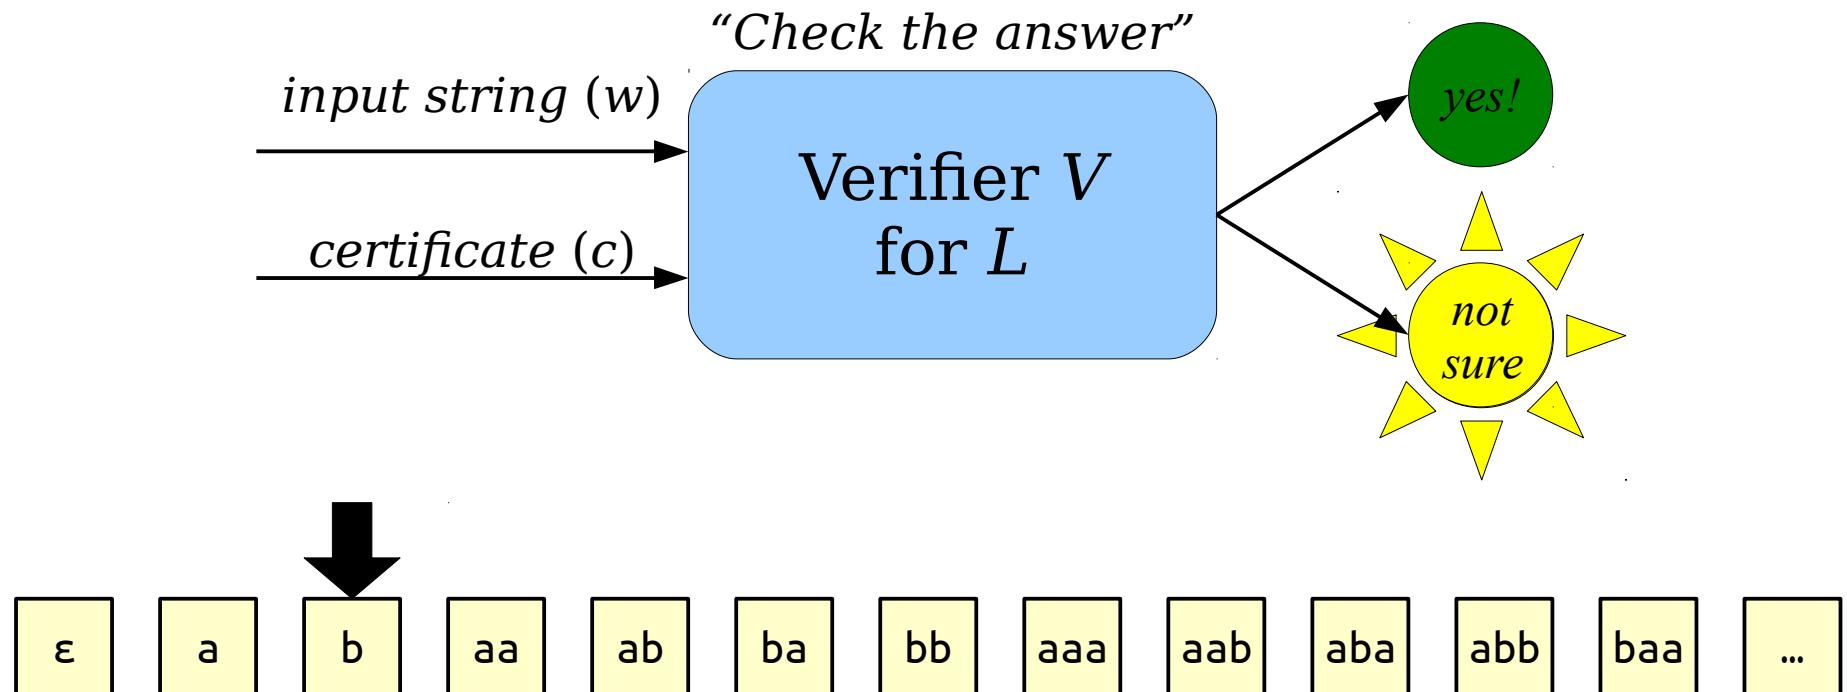 “Check the answer”
input string (w)
certificate (c)
Verifier V
for L
yes!
not
sure
ε a b aa ab ba bb aaa aab aba abb baa ...